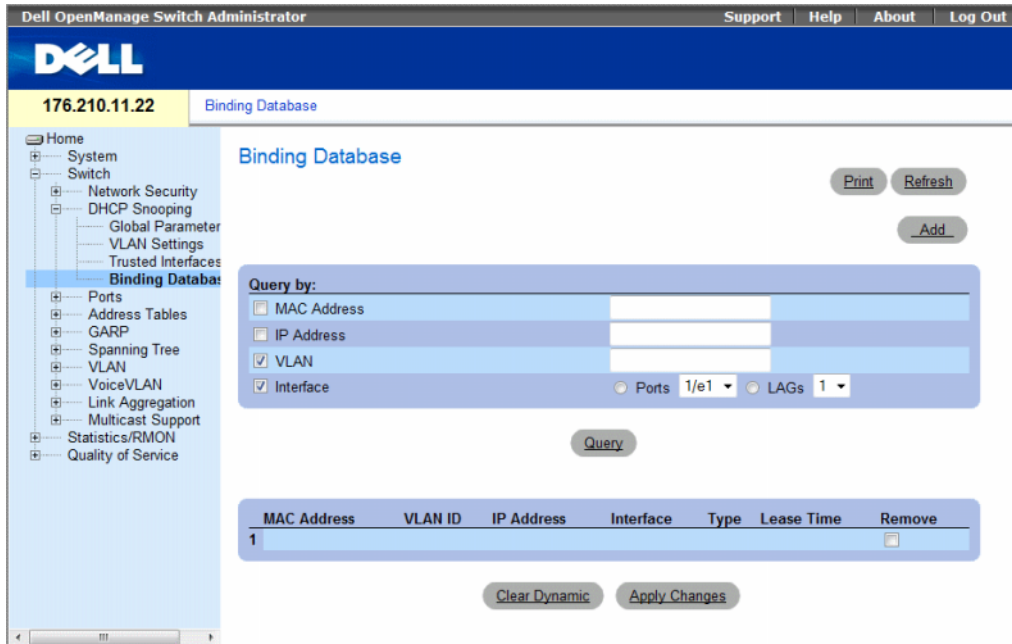 Dell OpenManage Switch Administrator Support Help About Log Out
DELL
176.210.11.22 Binding Database
Home
System
Switch
Network Security
DHCP Snooping
Global Parameter
VLAN Settings
Trusted Interfaces
Binding Databas
Ports
Address Tables
GARP
Spanning Tree
VLAN
VoiceVLAN
Link Aggregation
Multicast Support
Statistics/RMON
Quality of Service
Binding Database
Print Refresh
Add
Query by:
MAC Address
IP Address
VLAN
Interface Ports 1/e1 LAGs 1
Query
MAC Address VLAN ID IP Address Interface Type Lease Time Remove
1
Clear Dynamic Apply Changes